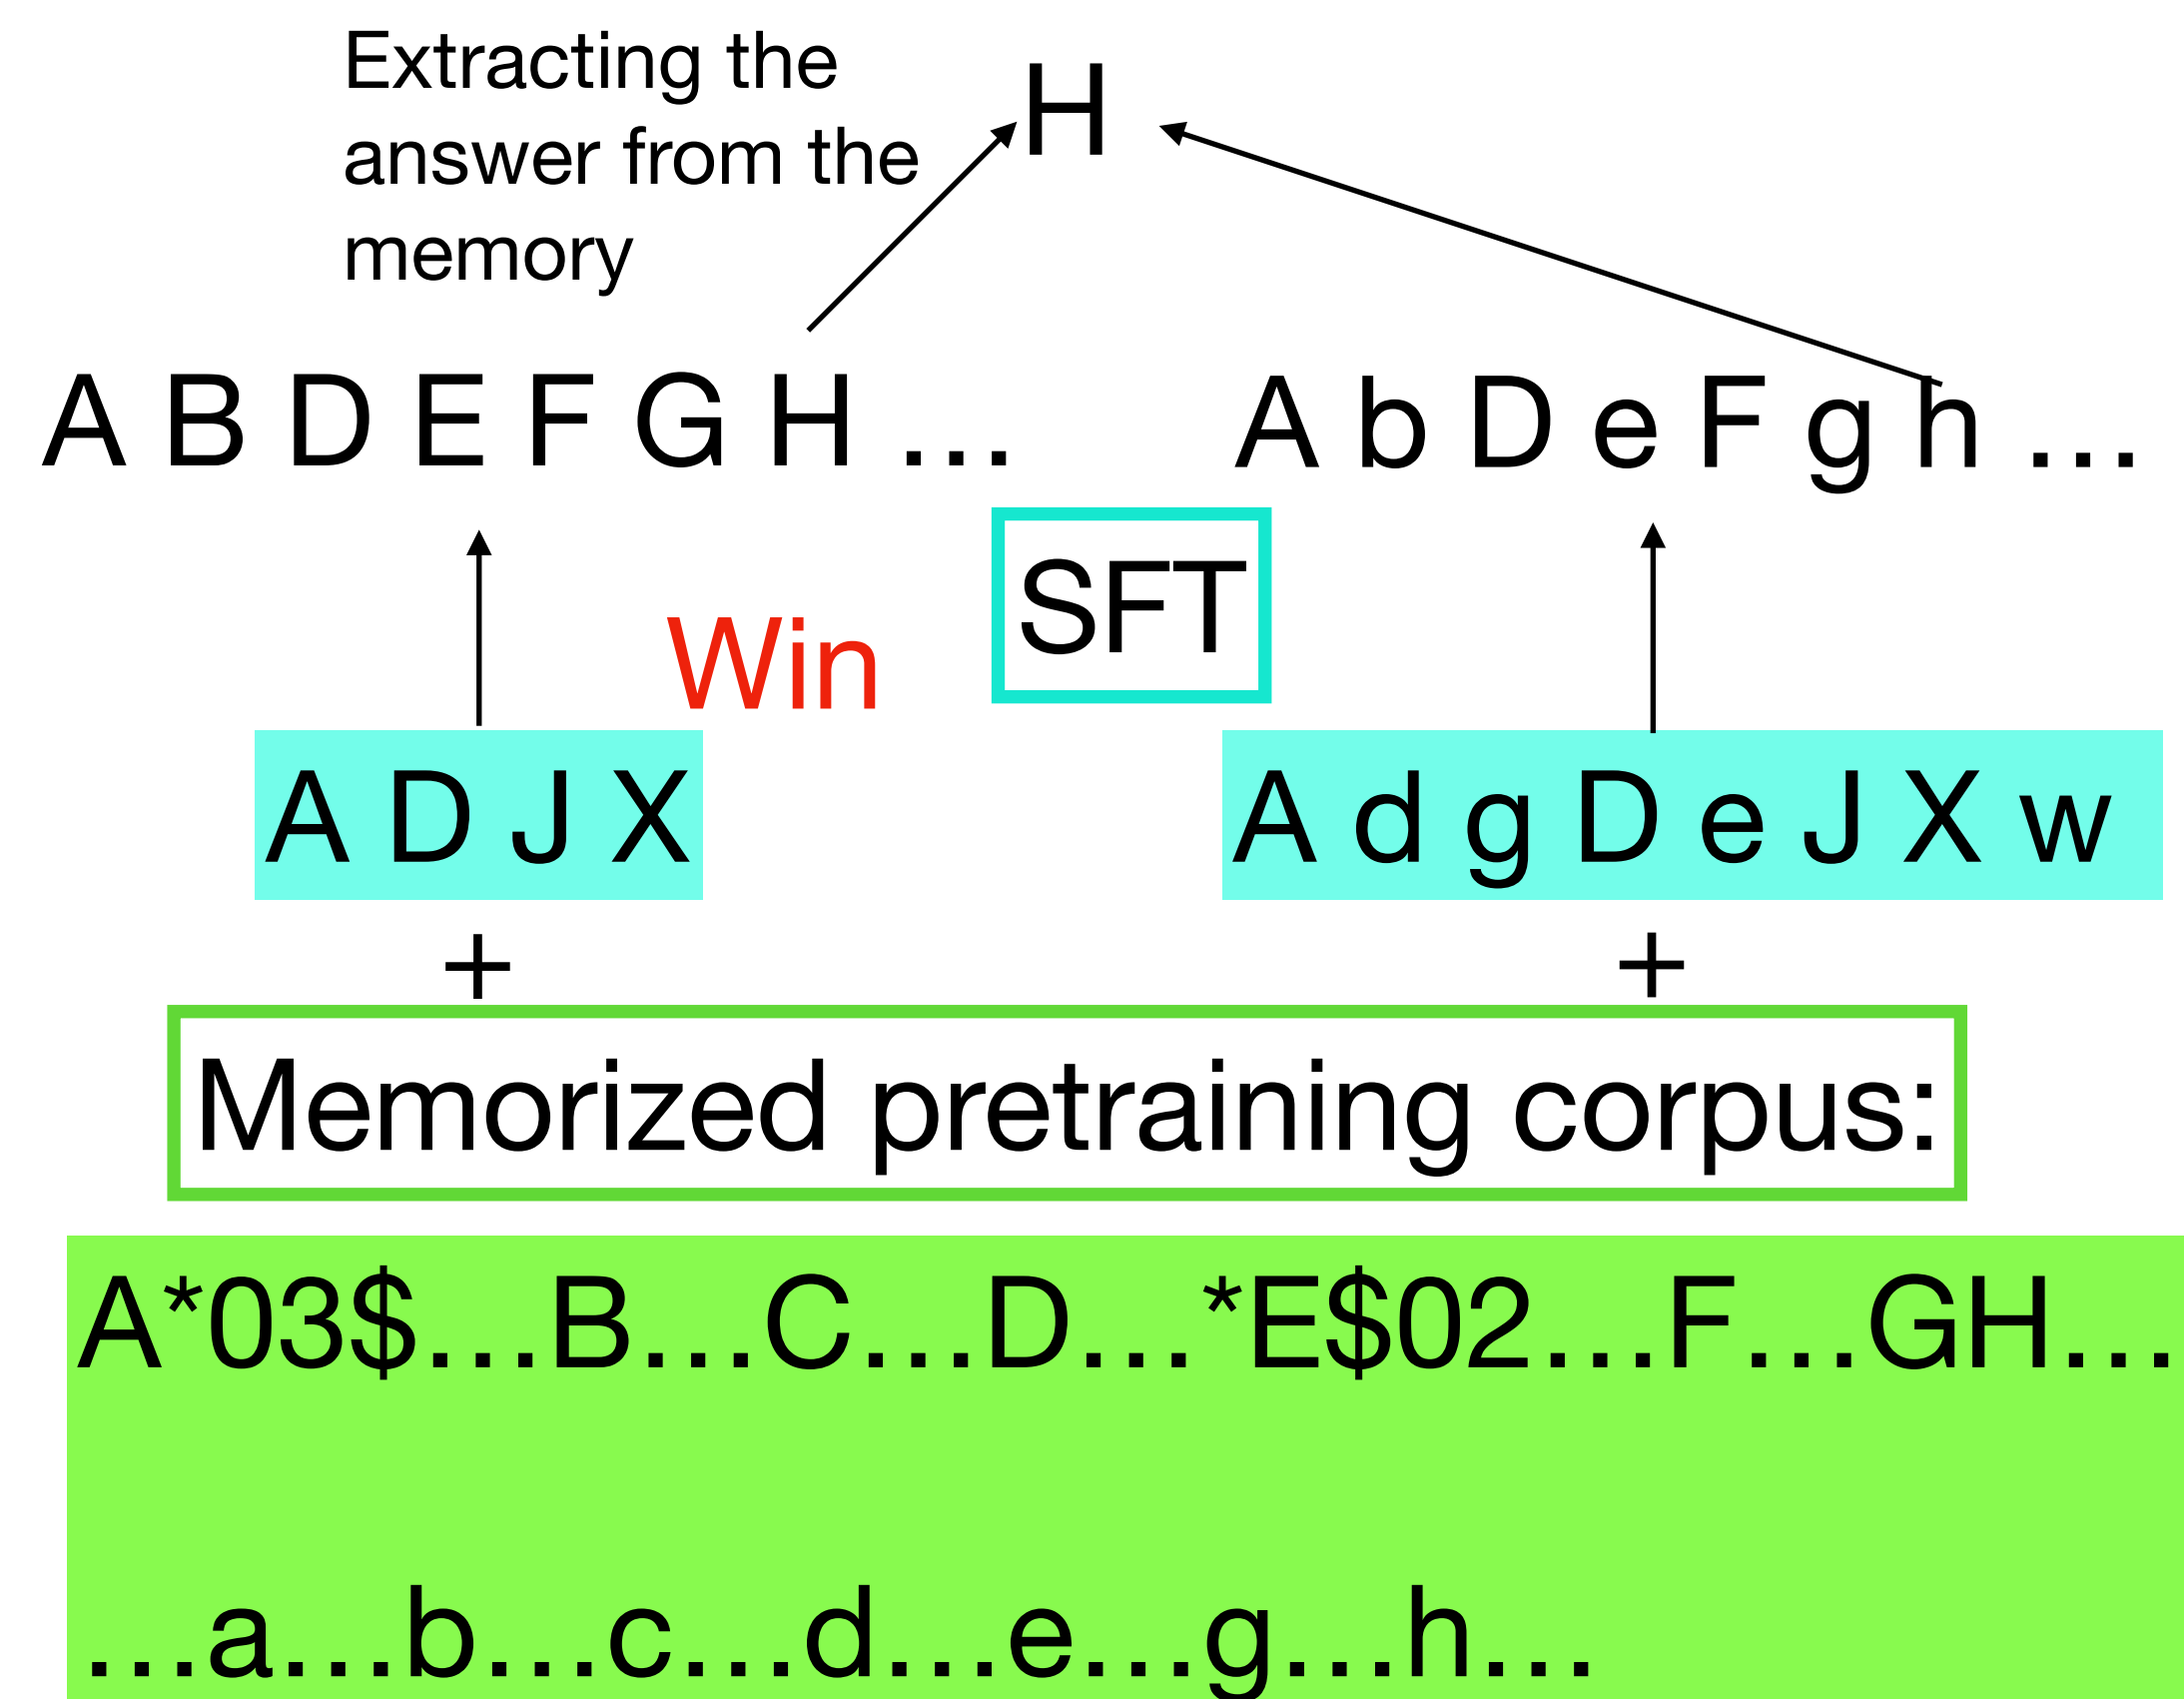 Extracting the
answer from the
memory
H
A B D E F G H ...
A b D e F g h ...
SFT
Win
A D J X
A d g D e J X w
+
+
Memorized pretraining corpus:
A*03$...B...C...D...*E$02...F...GH...
...a...b...c...d...e...g...h...